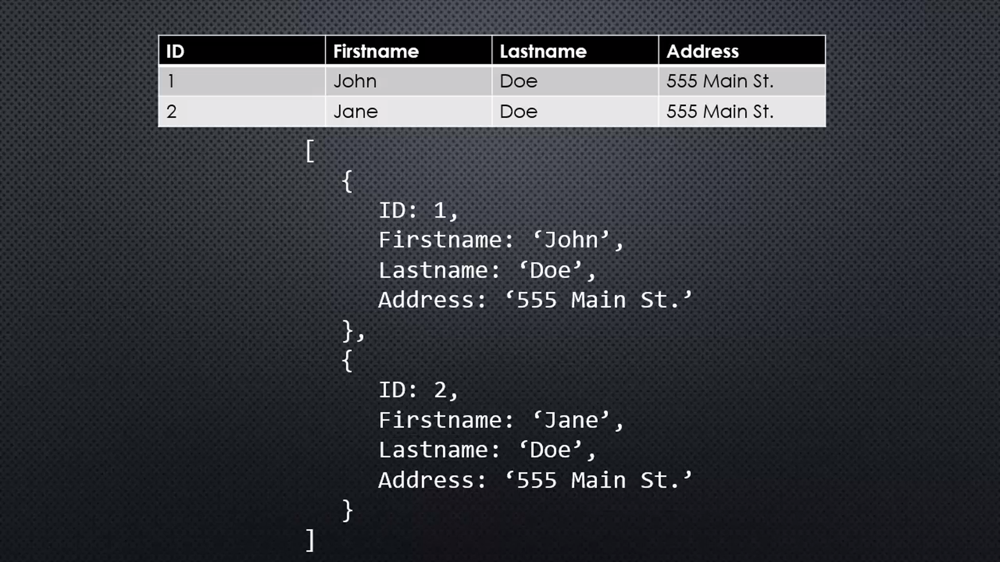 ID Firstname Lastname Address
1 John Doe 555 Main St.
2 Jane Doe 555 Main St.
[
{
ID: 1,
Firstname: ‘John’,
Lastname: ‘Doe’,
Address: ‘555 Main St.’
},
{
ID: 2,
Firstname: ‘Jane’,
Lastname: ‘Doe’,
Address: ‘555 Main St.’
}
]